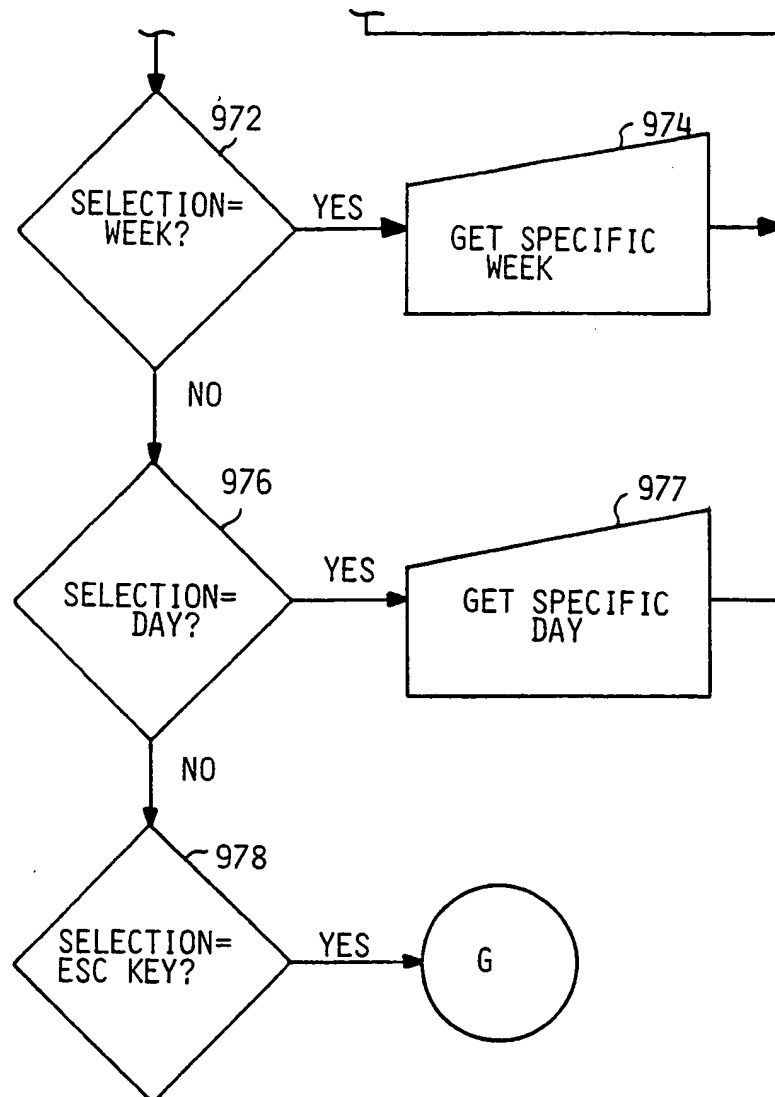 972
974
SELECTION=
WEEK?
YES
GET SPECIFIC
WEEK
NO
976
977
SELECTION=
DAY?
YES
GET SPECIFIC
DAY
NO
978
SELECTION=
ESC KEY?
YES
G